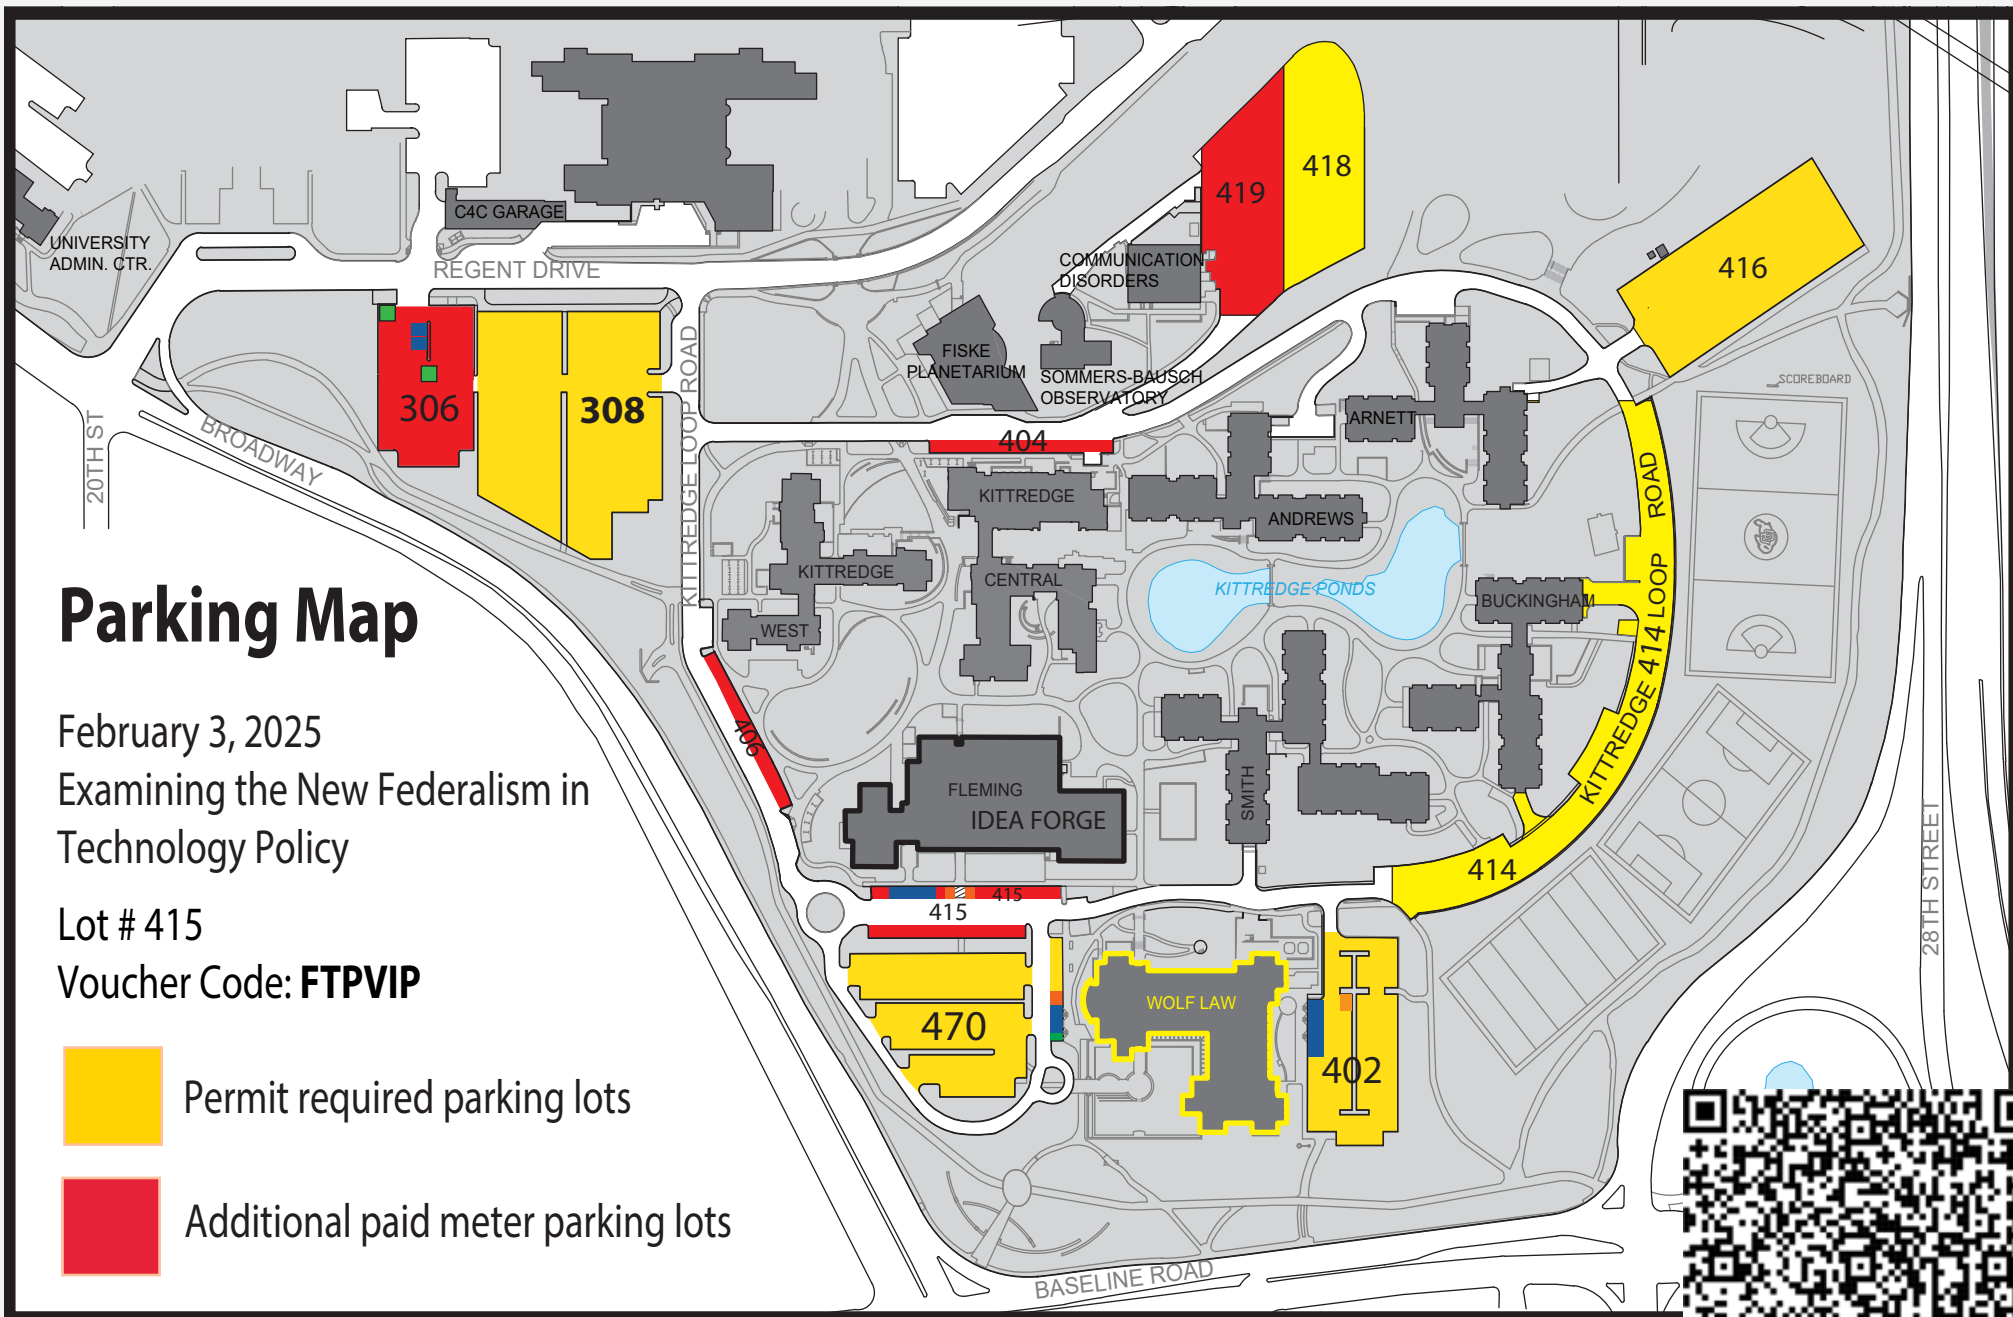 C4C GARAGE
UNIVERSITY
ADMIN. CTR.
REGENT DRIVE
COMMUNICATION
DISORDERS
419
418
416
306
308
FISKE
PLANETARIUM
SOMMERS-BAUSCH
OBSERVATORY
SCOREBOARD
ARNETT
20TH ST
BROADWAY
KITTREDGE LOOP ROAD
404
KITTREDGE
ANDREWS
KITTREDGE
CENTRAL
KITTREDGE PONDS
BUCKINGHAM
WEST
KITTREDGE 414 LOOP ROAD
406
FLEMING
IDEA FORGE
SMITH
414
28TH STREET
415
415
WOLF LAW
470
402
BASELINE ROAD
Parking Map
February 3, 2025
Examining the New Federalism in
Technology Policy
Lot # 415
Voucher Code: FTPVIP
Permit required parking lots
Additional paid meter parking lots